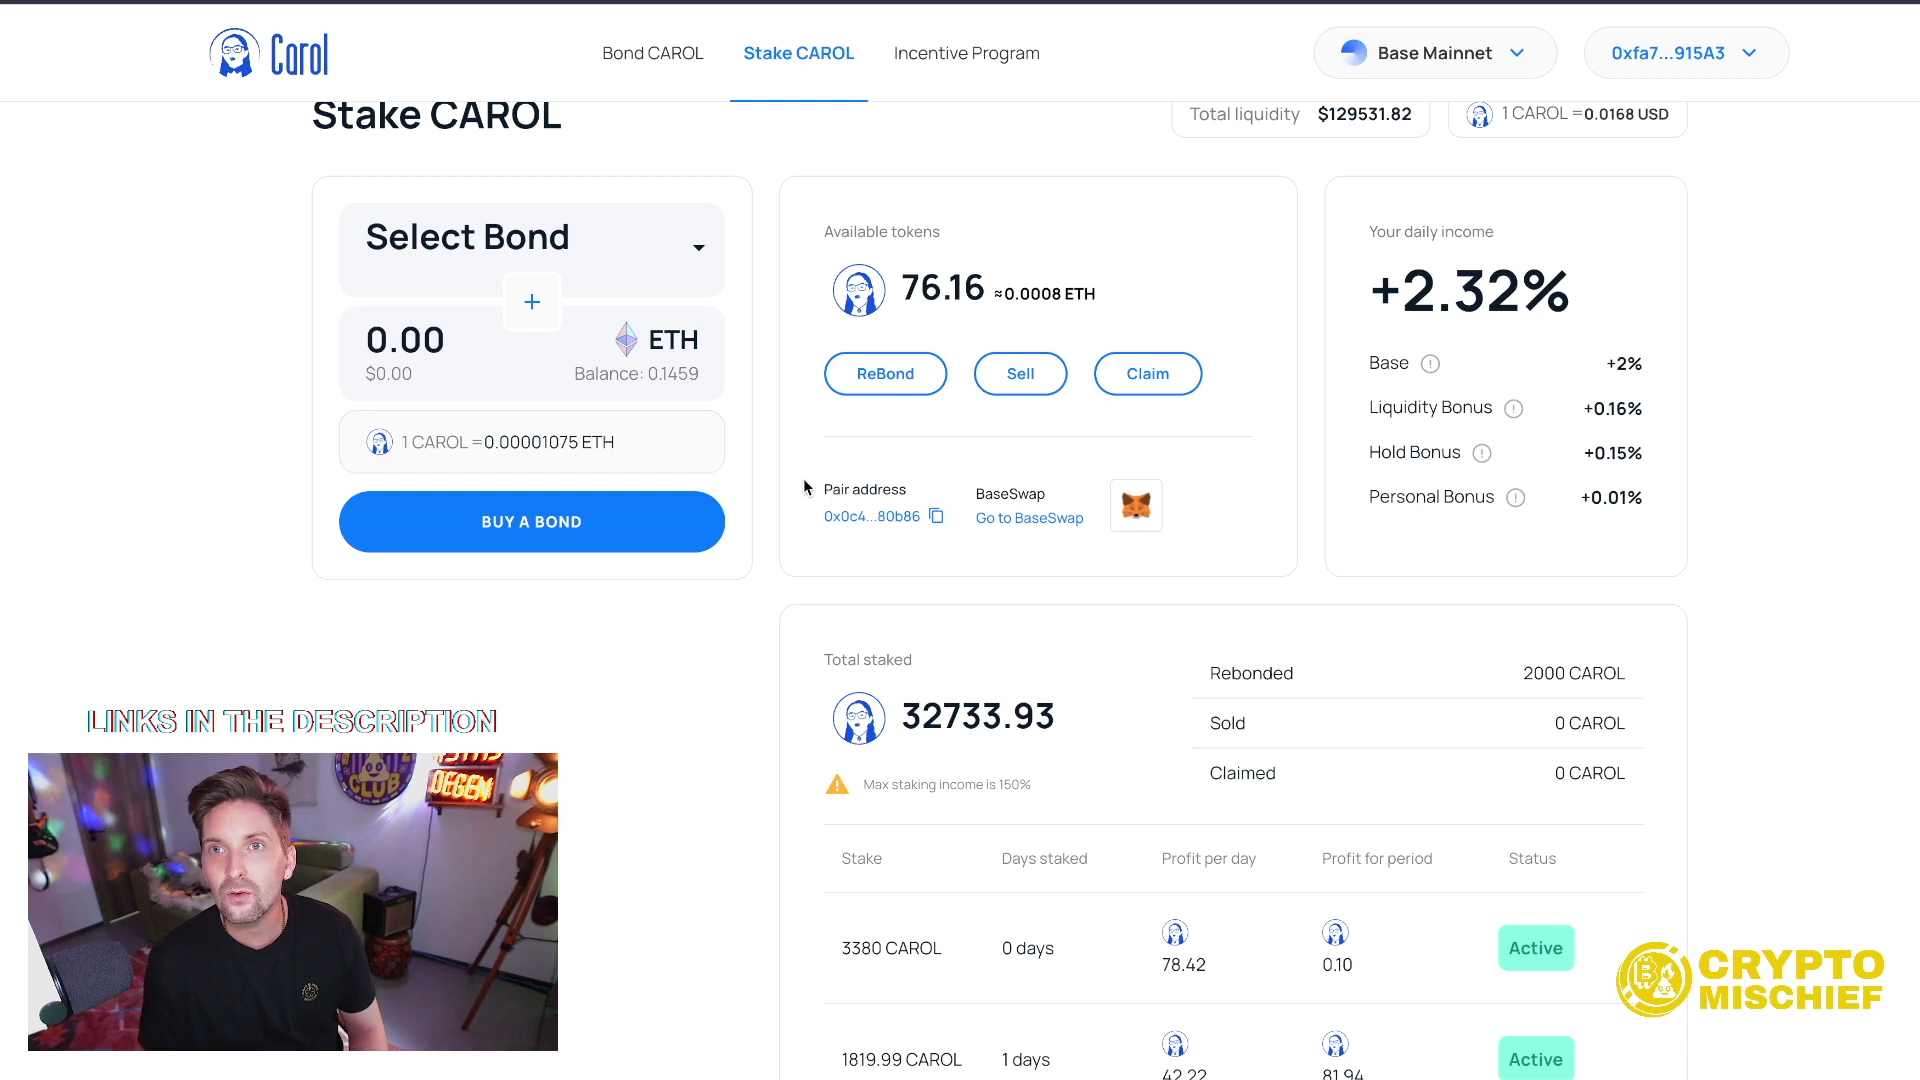 Carol
Bond CAROL
Stake CAROL
Incentive Program
Base Mainnet
0xfa7...915A3
Stake CAROL
Total liquidity $129531.82
1 CAROL =0.0168 USD
Select Bond
+
0.00
ETH
$0.00
Balance: 0.1459
1 CAROL =0.00001075 ETH
BUY A BOND
Available tokens
76.16 ≈0.0008 ETH
ReBond
Sell
Claim
Pair address
0x0c4...80b86
BaseSwap
Go to BaseSwap
Your daily income
+2.32%
Base +2%
Liquidity Bonus +0.16%
Hold Bonus +0.15%
Personal Bonus +0.01%
Total staked
32733.93
Max staking income is 150%
Rebonded 2000 CAROL
Sold 0 CAROL
Claimed 0 CAROL
Stake Days staked Profit per day Profit for period Status
3380 CAROL 0 days 78.42 0.10 Active
1819.99 CAROL 1 days 42.22 81.94 Active
LINKS IN THE DESCRIPTION
CLUB
DEGEN
CRYPTO
MISCHIEF